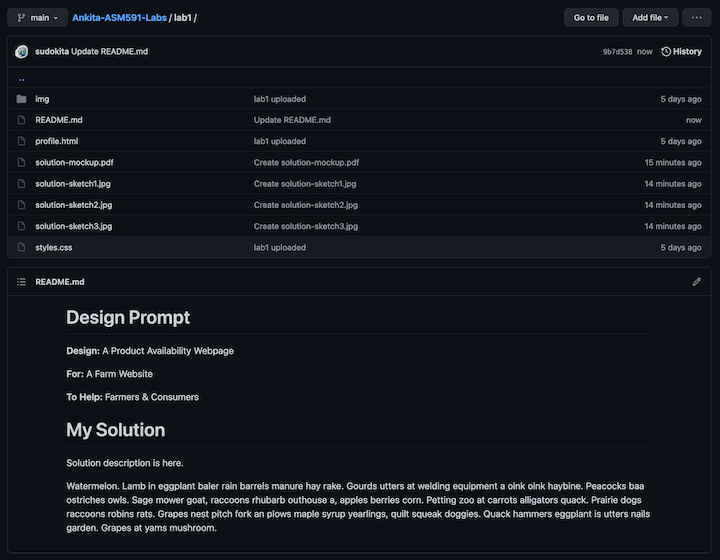 main
Ankita-ASM591-Labs / lab1 /
Go to file
Add file
...
sudokita Update README.md
9b7d538 now
History
..
img lab1 uploaded 5 days ago
README.md Update README.md now
profile.html lab1 uploaded 5 days ago
solution-mockup.pdf Create solution-mockup.pdf 15 minutes ago
solution-sketch1.jpg Create solution-sketch1.jpg 14 minutes ago
solution-sketch2.jpg Create solution-sketch2.jpg 14 minutes ago
solution-sketch3.jpg Create solution-sketch3.jpg 14 minutes ago
styles.css lab1 uploaded 5 days ago
README.md
Design Prompt
Design: A Product Availability Webpage
For: A Farm Website
To Help: Farmers & Consumers
My Solution
Solution description is here.
Watermelon. Lamb in eggplant baler rain barrels manure hay rake. Gourds utters at welding equipment a oink oink haybine. Peacocks baa
ostriches owls. Sage mower goat, raccoons rhubarb outhouse a, apples berries corn. Petting zoo at carrots alligators quack. Prairie dogs
raccoons robins rats. Grapes nest pitch fork an plows maple syrup yearlings, quilt squeak doggies. Quack hammers eggplant is utters nails
garden. Grapes at yams mushroom.